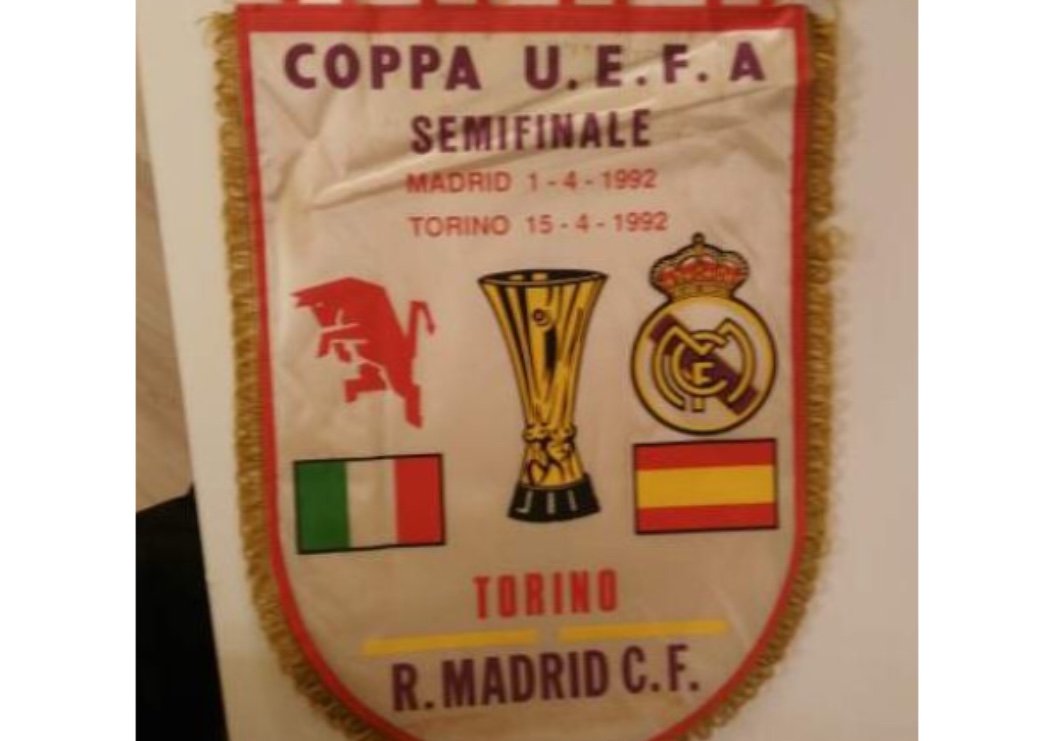 COPPA U.E.F.A
SEMIFINALE
MADRID 1-4-1992
TORINO 15-4-1992
TORINO
R. MADRID C.F.